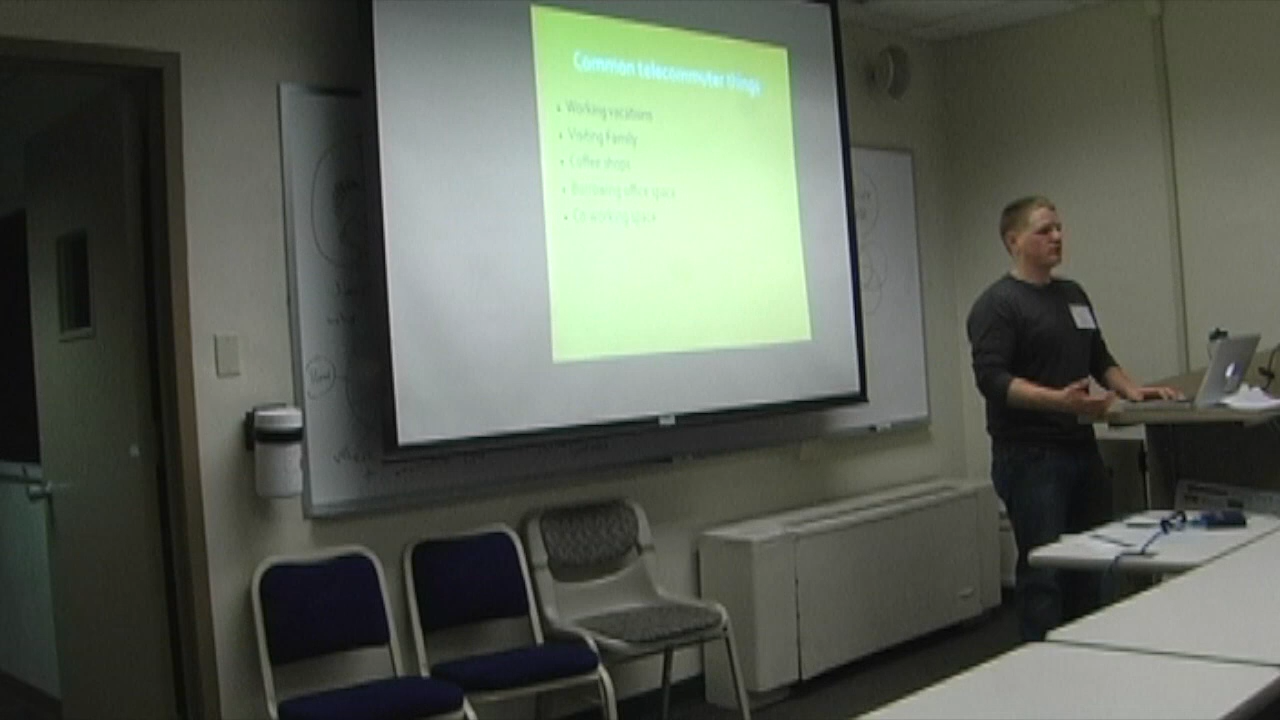 Common telecommuter things
Working vacations
Visiting Family
Coffee shops
Borrowing office space
Co-working space